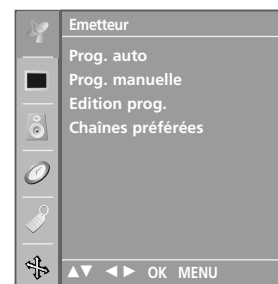 Emetteur
Prog. auto
Prog. manuelle
Edition prog.
Chaînes préférées
▲▼ ◄► OK MENU